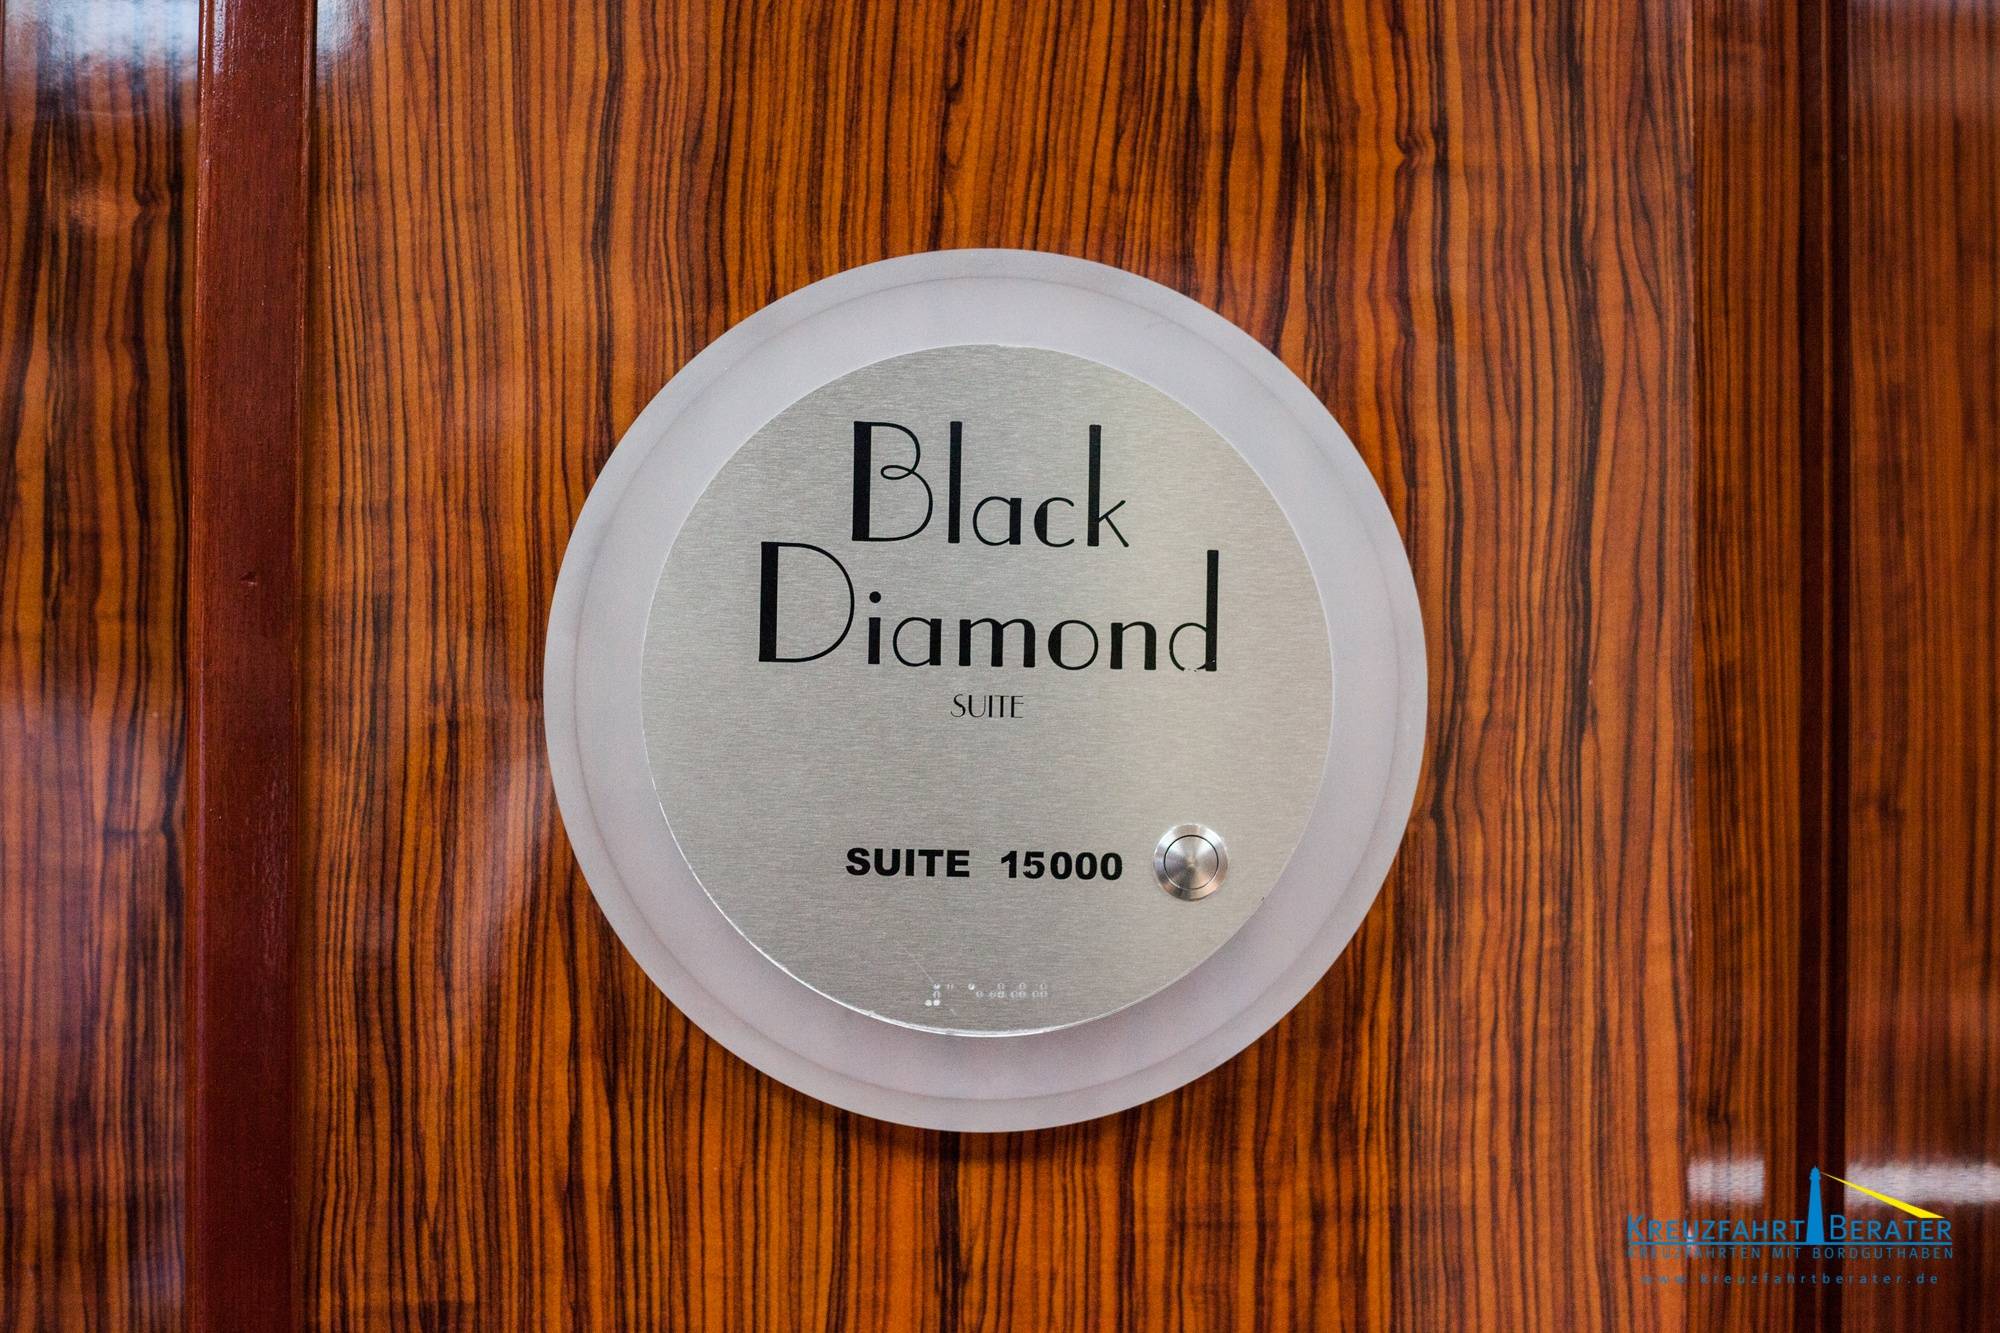 Black
Diamond
SUITE
SUITE 15000
KREUZFAHRT BERATER
KREUZFAHRTEN MIT BORDGUTHABEN
www.kreuzfahrtberater.de